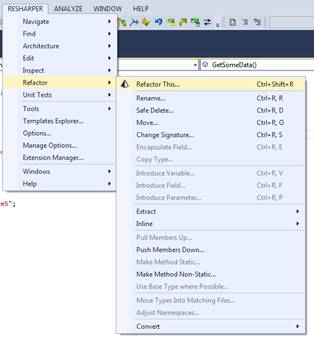 RESHARPER ANALYZE WINDOW HELP
Navigate
Find
Architecture
Edit
Inspect
Refactor
Unit Tests
Tools
Templates Explorer...
Options...
Manage Options...
Extension Manager...
Windows
Help
GetSomeData()
Refactor This... Ctrl+Shift+R
Rename... Ctrl+R, R
Safe Delete... Ctrl+R, D
Move... Ctrl+R, O
Change Signature... Ctrl+R, S
Encapsulate Field... Ctrl+R, E
Copy Type...
Introduce Variable... Ctrl+R, V
Introduce Field... Ctrl+R, F
Introduce Parameter... Ctrl+R, P
Extract
Inline
Pull Members Up...
Push Members Down...
Make Method Static...
Make Method Non-Static...
Use Base Type where Possible...
Move Types Into Matching Files...
Adjust Namespaces...
Convert